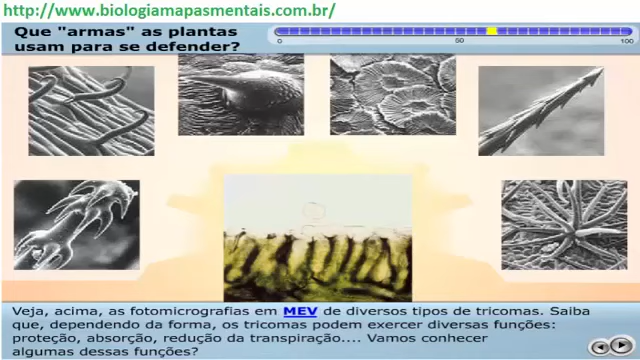 http://www.biologiamapasmentais.com.br/
Que "armas" as plantas
usam para se defender?
0 50 100
Veja, acima, as fotomicrografias em MEV de diversos tipos de tricomas. Saiba
que, dependendo da forma, os tricomas podem exercer diversas funções:
proteção, absorção, redução da transpiração.... Vamos conhecer
algumas dessas funções?